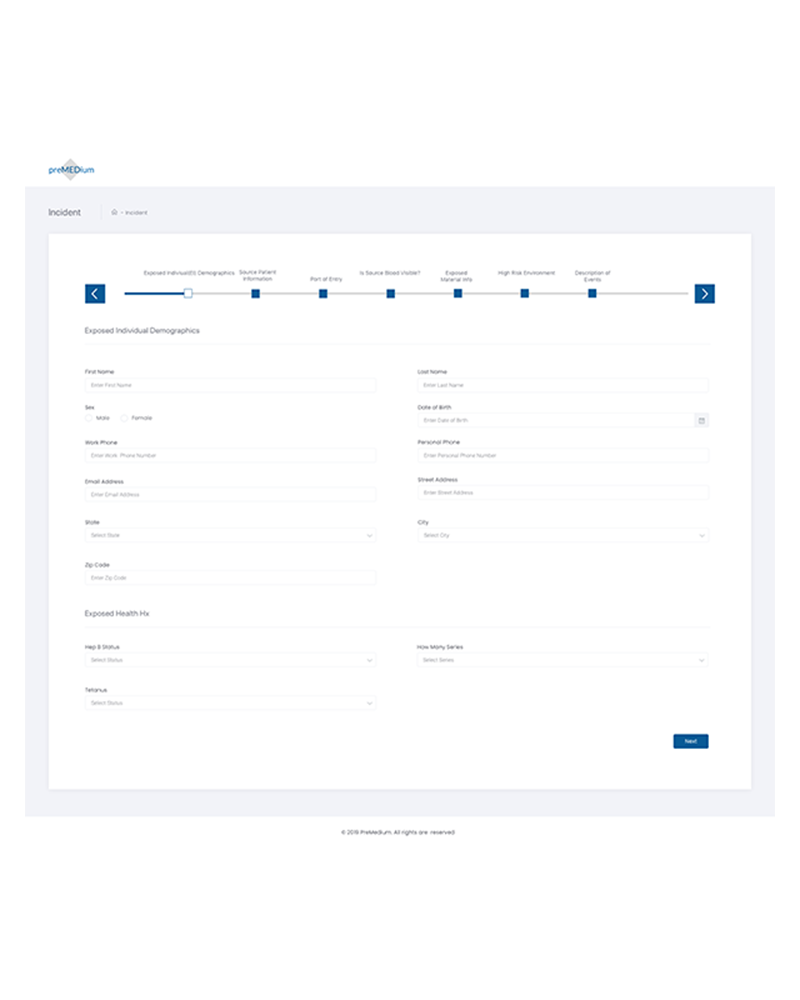 preMEDium
Incident
- Incident
Exposed Indivirual(EI) Demographics
Source Patient
Information
Port of Entry
Is Source Blood Visible?
Exposed
Material Info
High Risk Environment
Description of
Events
Exposed Individual Demographics
First Name
Last Name
Enter First Name
Enter Last Name
Sex
Date of Birth
Male
Female
Enter Date of Birth
Work Phone
Personal Phone
Enter Work Phone Number
Enter Personal Phone Number
Email Address
Street Address
Enter Email Address
Enter Street Address
State
City
Select State
Select City
Zip Code
Enter Zip Code
Exposed Health Hx
Hep B Status
How Many Series
Select Status
Select Series
Tetanus
Select Status
Next
© 2019 PreMedium. All rights are reserved